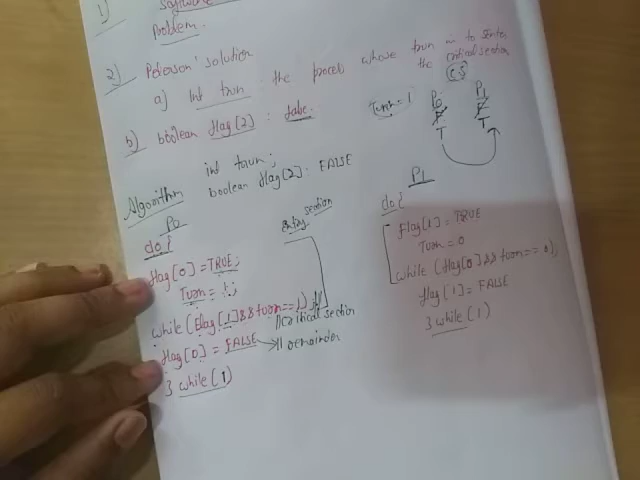 1) Software
Problem.
2) Peterson' solution
a) Int turn : the process whose turn to enter
the critical section
(C.S)
b) boolean flag[2] : false.
Turn = 1
P0 P1
F F
T T
Algorithm int turn;
boolean flag[2] : FALSE
P0
do {
flag[0] = TRUE;
Turn = 1;
while (flag[1] && turn==1);
flag[0] = FALSE
} while (1)
entry section
// critical section
// remainder
P1
do {
flag[1] = TRUE
Turn = 0
while (flag[0] && turn == 0);
flag[1] = FALSE
} while (1)